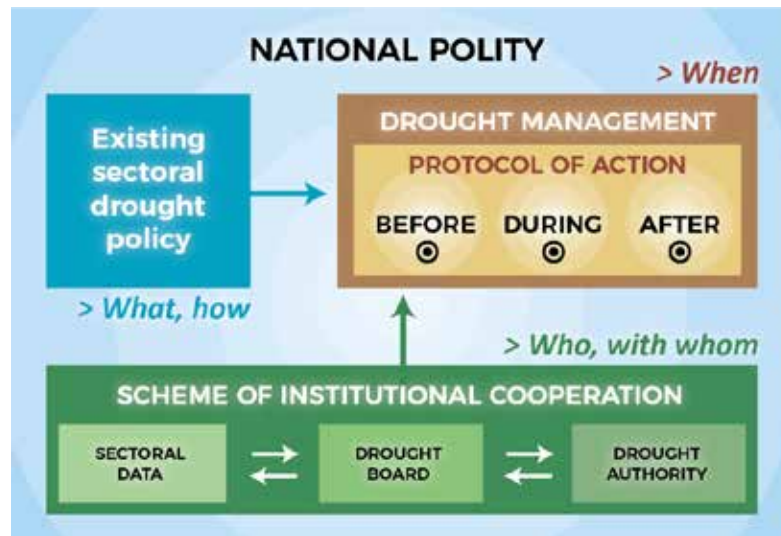 NATIONAL POLITY
> When
Existing
sectoral
drought
policy
DROUGHT MANAGEMENT
PROTOCOL OF ACTION
BEFORE
DURING
AFTER
> What, how
> Who, with whom
SCHEME OF INSTITUTIONAL COOPERATION
SECTORAL
DATA
DROUGHT
BOARD
DROUGHT
AUTHORITY